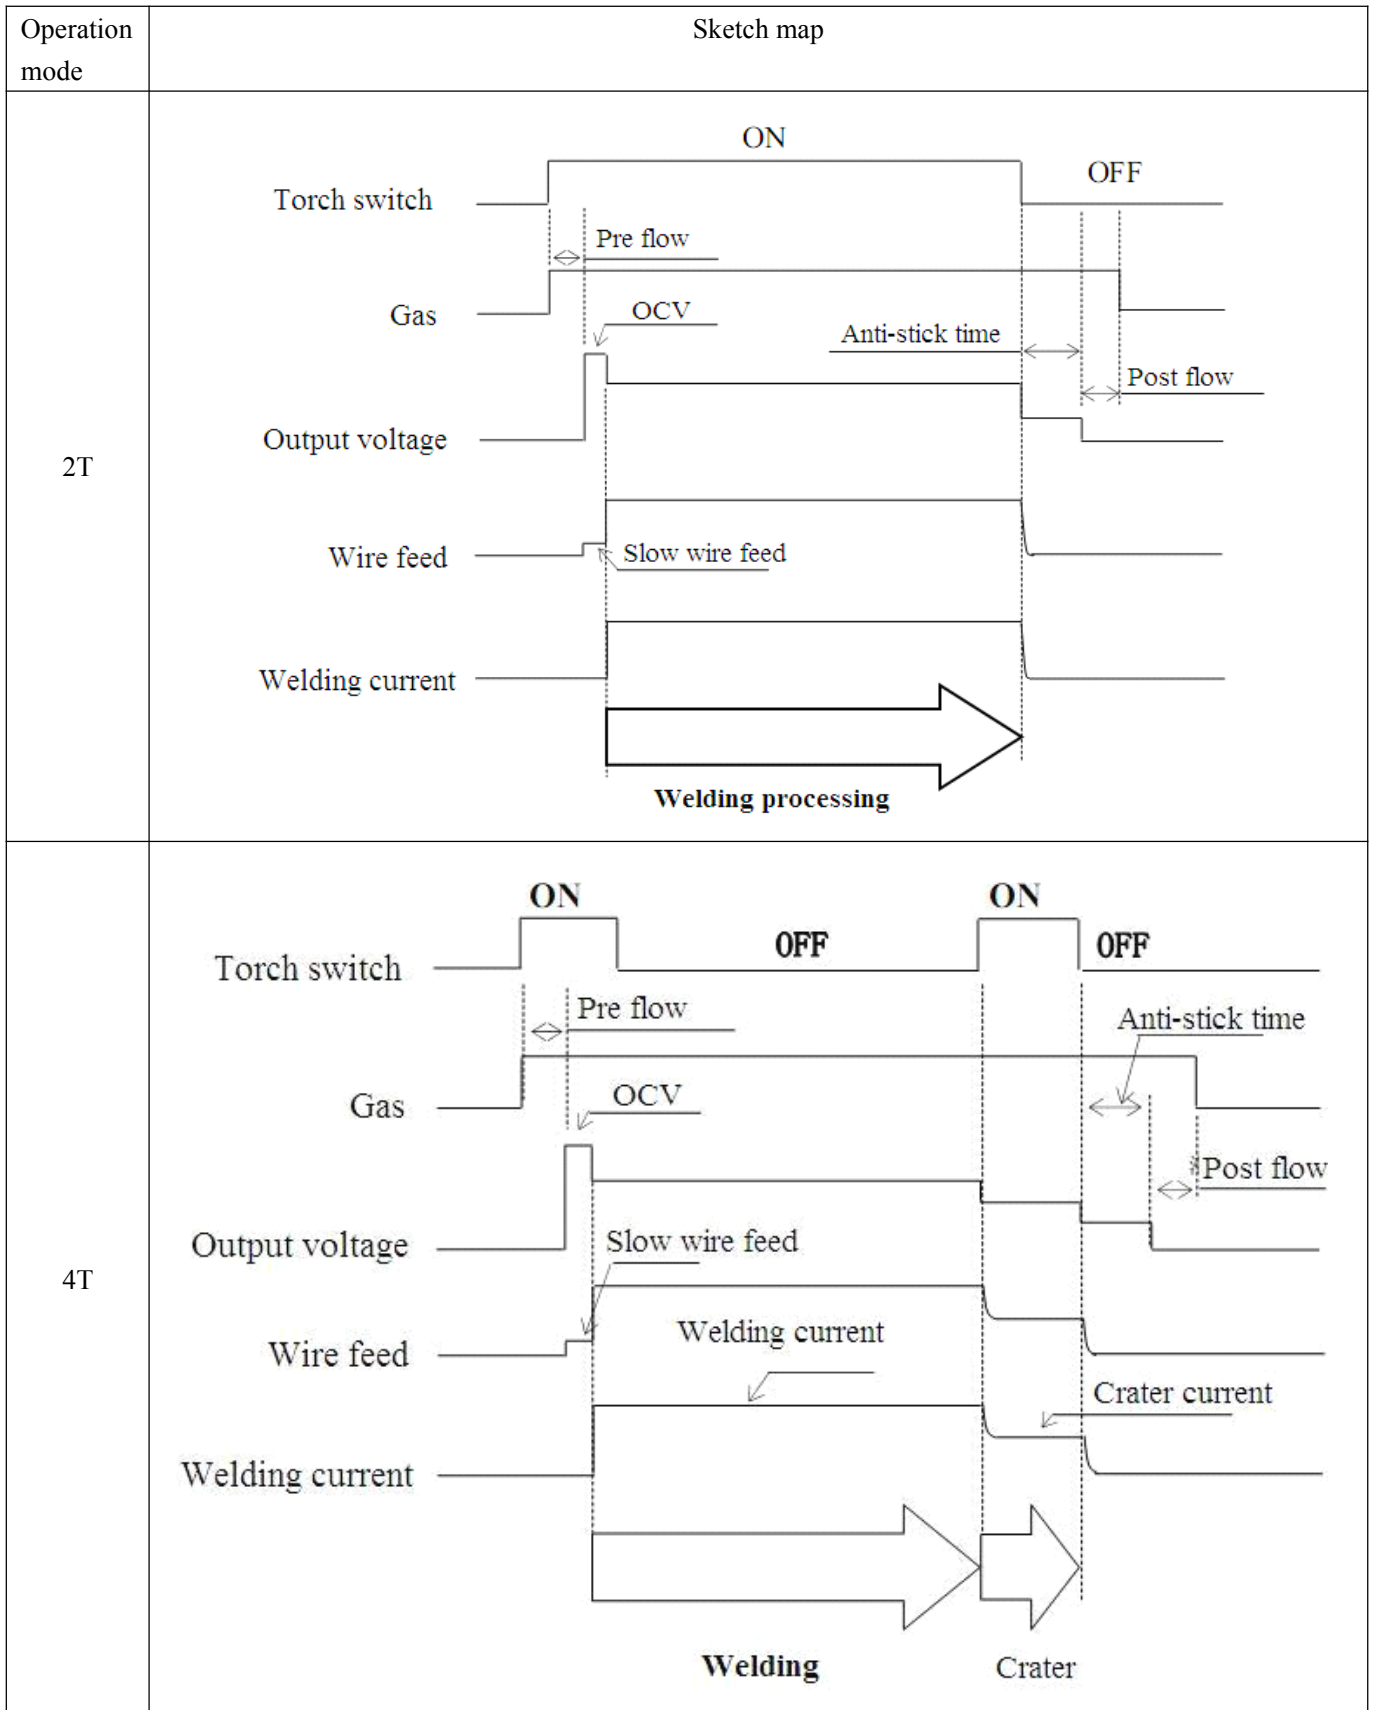 Operation
mode
Sketch map
2T
ON
OFF
Torch switch
Pre flow
Gas
OCV
Anti-stick time
Post flow
Output voltage
Wire feed
Slow wire feed
Welding current
Welding processing
4T
ON
ON
OFF
OFF
Torch switch
Pre flow
Anti-stick time
Gas
OCV
Post flow
Output voltage
Slow wire feed
Wire feed
Welding current
Crater current
Welding current
Welding
Crater